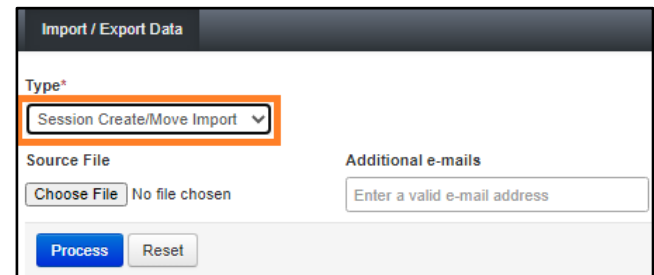 Import / Export Data
Type*
Session Create/Move Import
Source File
Additional e-mails
Choose File No file chosen
Enter a valid e-mail address
Process
Reset